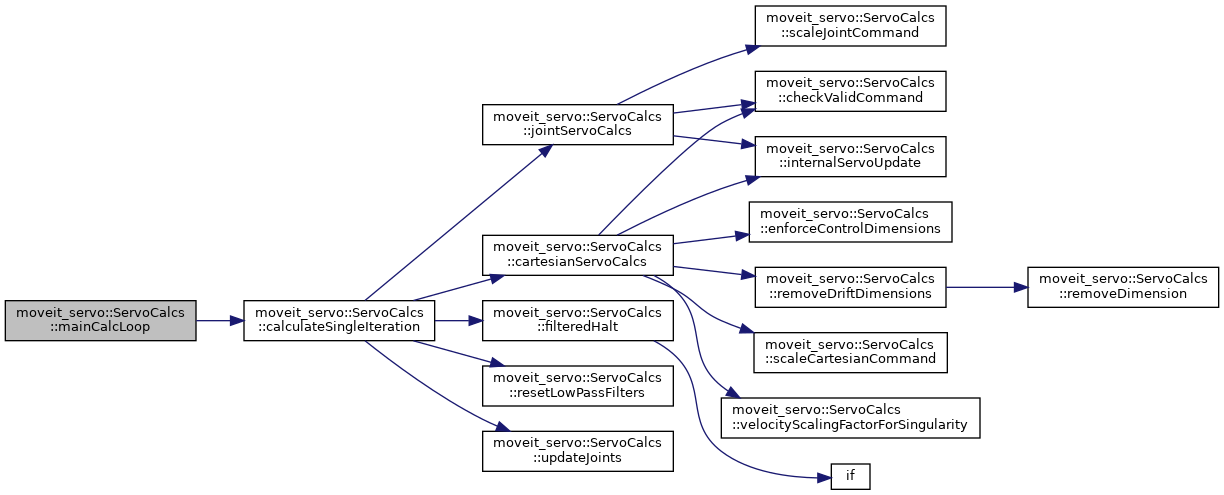 moveit_servo::ServoCalcs
::mainCalcLoop
moveit_servo::ServoCalcs
::calculateSingleIteration
moveit_servo::ServoCalcs
::jointServoCalcs
moveit_servo::ServoCalcs
::cartesianServoCalcs
moveit_servo::ServoCalcs
::filteredHalt
moveit_servo::ServoCalcs
::resetLowPassFilters
moveit_servo::ServoCalcs
::updateJoints
moveit_servo::ServoCalcs
::scaleJointCommand
moveit_servo::ServoCalcs
::checkValidCommand
moveit_servo::ServoCalcs
::internalServoUpdate
moveit_servo::ServoCalcs
::enforceControlDimensions
moveit_servo::ServoCalcs
::removeDriftDimensions
moveit_servo::ServoCalcs
::scaleCartesianCommand
moveit_servo::ServoCalcs
::velocityScalingFactorForSingularity
if
moveit_servo::ServoCalcs
::removeDimension